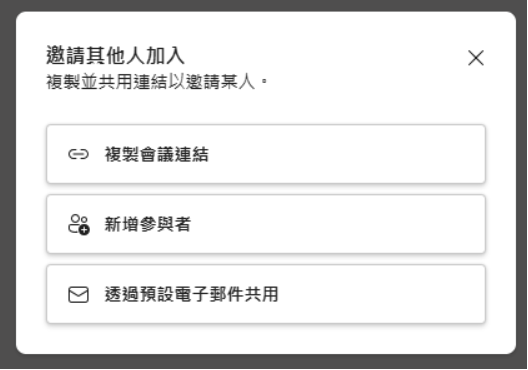 邀請其他人加入
複製並共用連結以邀請某人。
複製會議連結
新增參與者
透過預設電子郵件共用